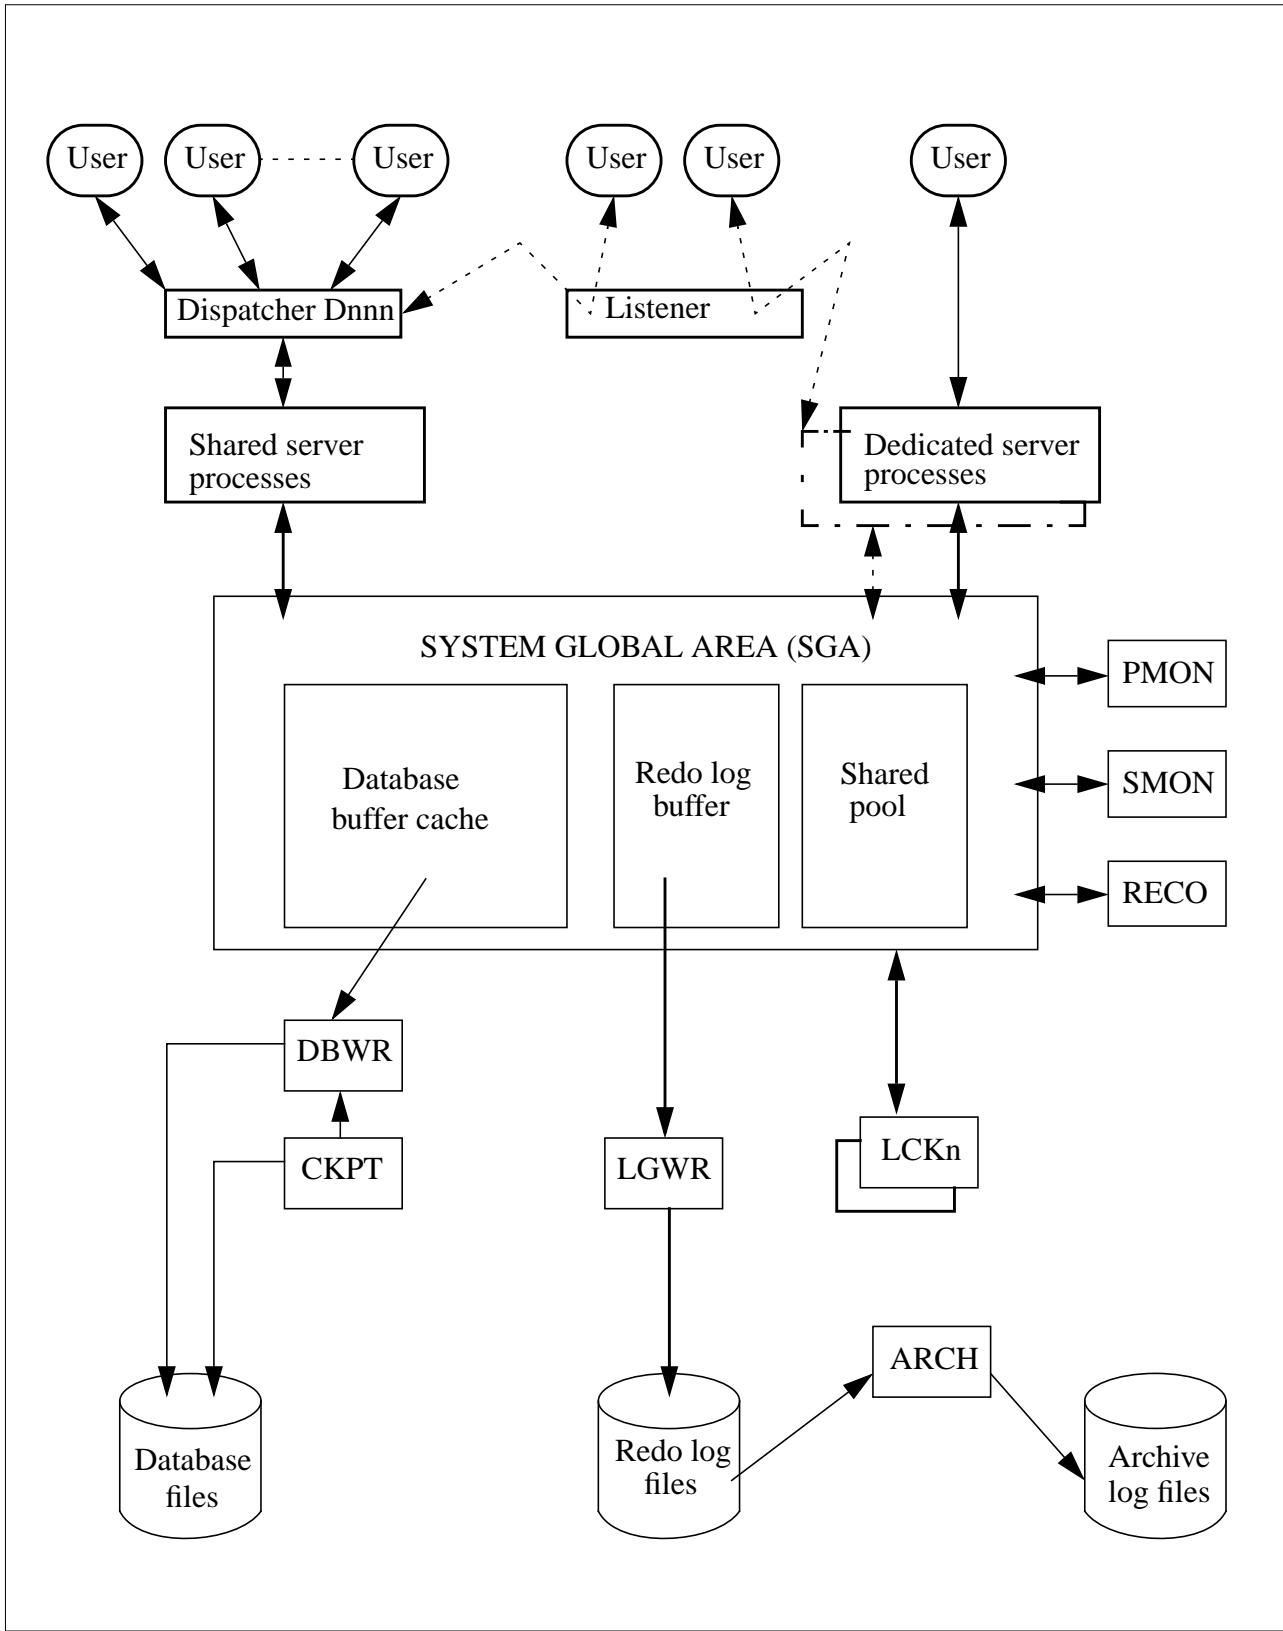 User
User
User
User
User
User
Dispatcher Dnnn
Listener
Shared server
processes
Dedicated server
processes
SYSTEM GLOBAL AREA (SGA)
Database
buffer cache
Redo log
buffer
Shared
pool
PMON
SMON
RECO
DBWR
CKPT
LGWR
LCKn
ARCH
Database
files
Redo log
files
Archive
log files